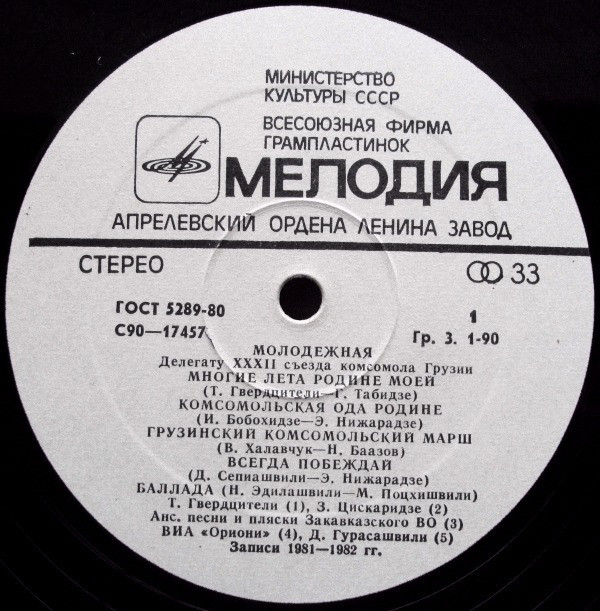 МИНИСТЕРСТВО
КУЛЬТУРЫ СССР
ВСЕСОЮЗНАЯ ФИРМА
ГРАМПЛАСТИНОК
МЕЛОДИЯ
АПРЕЛЕВСКИЙ ОРДЕНА ЛЕНИНА ЗАВОД
СТЕРЕО
33
ГОСТ 5289-80
1
С90—17457
Гр. 3. 1-90
МОЛОДЕЖНАЯ
Делегату XXXII съезда комсомола Грузии
МНОГИЕ ЛЕТА РОДИНЕ МОЕЙ
(Т. Гвердцители—Г. Табидзе)
КОМСОМОЛЬСКАЯ ОДА РОДИНЕ
(И. Бобохидзе—Э. Нижарадзе)
ГРУЗИНСКИЙ КОМСОМОЛЬСКИЙ МАРШ
(В. Халавчук—Н. Баазов)
ВСЕГДА ПОБЕЖДАЙ
(Д. Сепиашвили—Э. Нижарадзе)
БАЛЛАДА (Н. Эдилашвили—М. Поцхишвили)
Т. Гвердцители (1), З. Цискаридзе (2)
Анс. песни и пляски Закавказского ВО (3)
ВИА «Ориони» (4), Д. Гурасашвили (5)
Записи 1981—1982 гг.